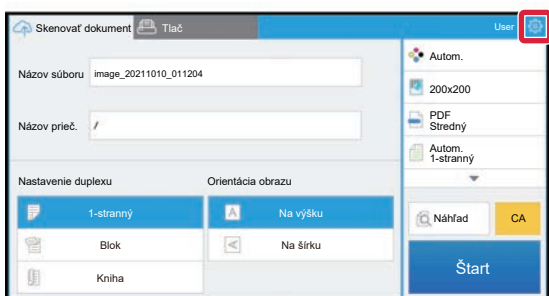 Skenovať dokument
Tlač
User
Názov súboru
image_20211010_011204
Názov prieč.
/
Nastavenie duplexu
Orientácia obrazu
1-stranný
Na výšku
Blok
Na šírku
Kniha
Autom.
200x200
PDF
Stredný
Autom.
1-stranný
Náhľad
CA
Štart